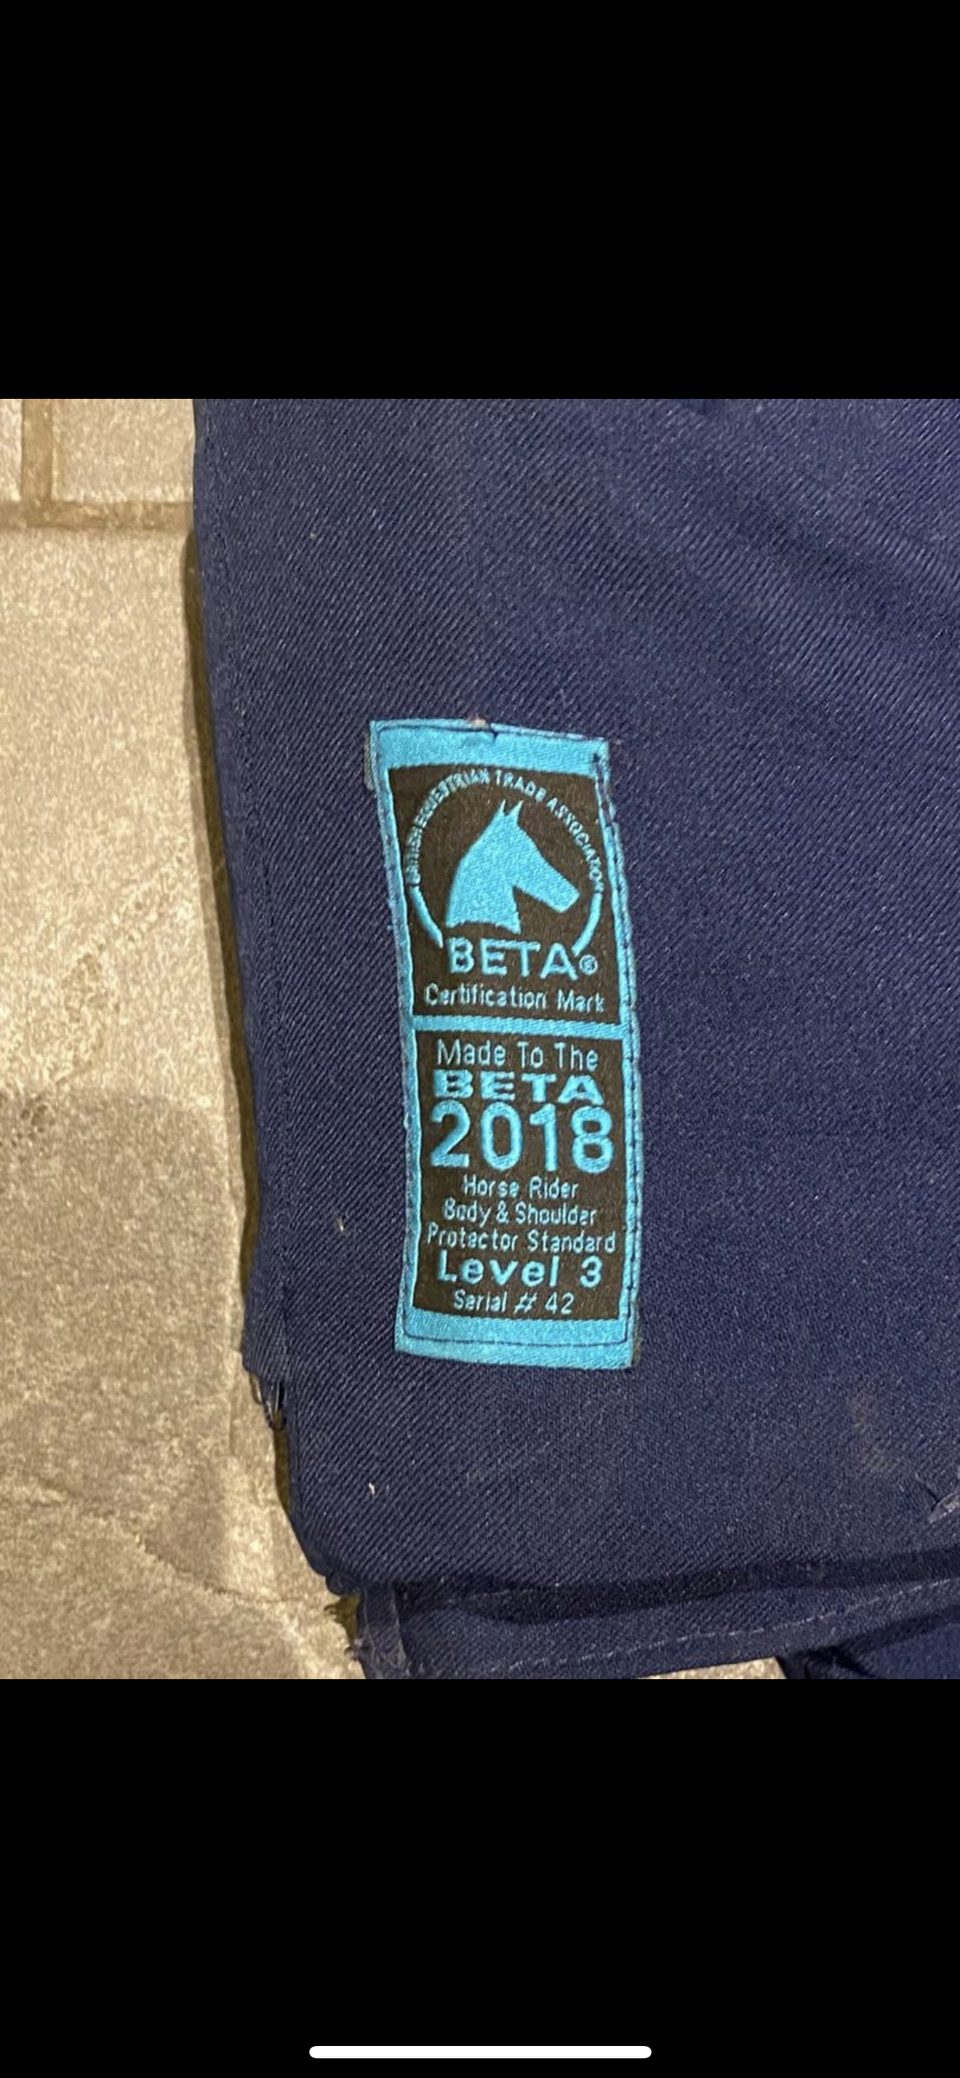 BRITISH EQUESTRIAN TRADE ASSOCIATION
BETA®
Certification Mark
Made To The
BETA
2018
Horse Rider
Body & Shoulder
Protector Standard
Level 3
Serial # 42